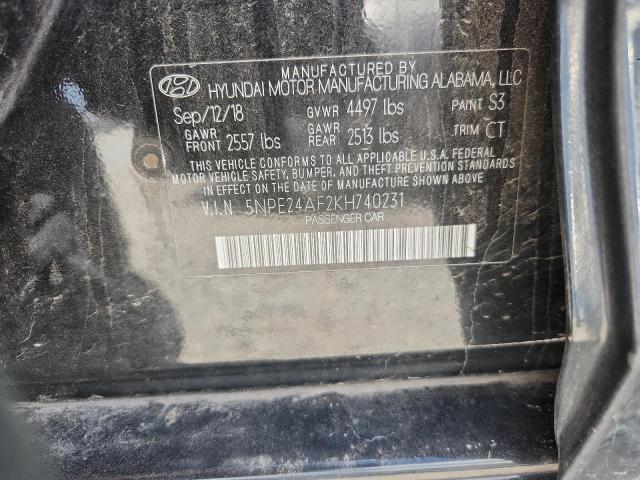 MANUFACTURED BY
HYUNDAI MOTOR MANUFACTURING ALABAMA, LLC
Sep/12/18 GVWR 4497 lbs PAINT S3
GAWR FRONT 2557 lbs GAWR REAR 2513 lbs TRIM CT
THIS VEHICLE CONFORMS TO ALL APPLICABLE U.S.A. FEDERAL
MOTOR VEHICLE SAFETY, BUMPER, AND THEFT PREVENTION STANDARDS
IN EFFECT ON THE DATE OF MANUFACTURE SHOWN ABOVE.
V.I.N. 5NPE24AF2KH740231
PASSENGER CAR